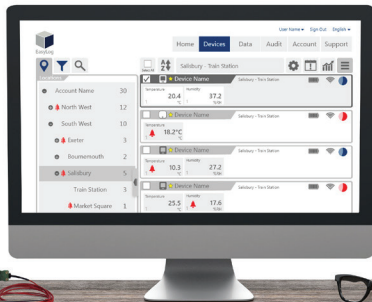 User Name Sign Out English
EasyLog
Home Devices Data Audit Account Support
Salisbury - Train Station
Account Name 30
North West 12
South West 10
Exeter 3
Bournemouth 2
Salisbury 5
Train Station 3
Market Square 1
Device Name Salisbury - Train Station
Temperature Humidity
20.4 37.2
°C %RH
Device Name Salisbury - Train Station
Temperature
18.2°C
Device Name Salisbury - Train Station
Temperature Humidity
10.3 27.2
°C %RH
Device Name Salisbury - Train Station
Temperature Humidity
25.5 17.6
°C %RH